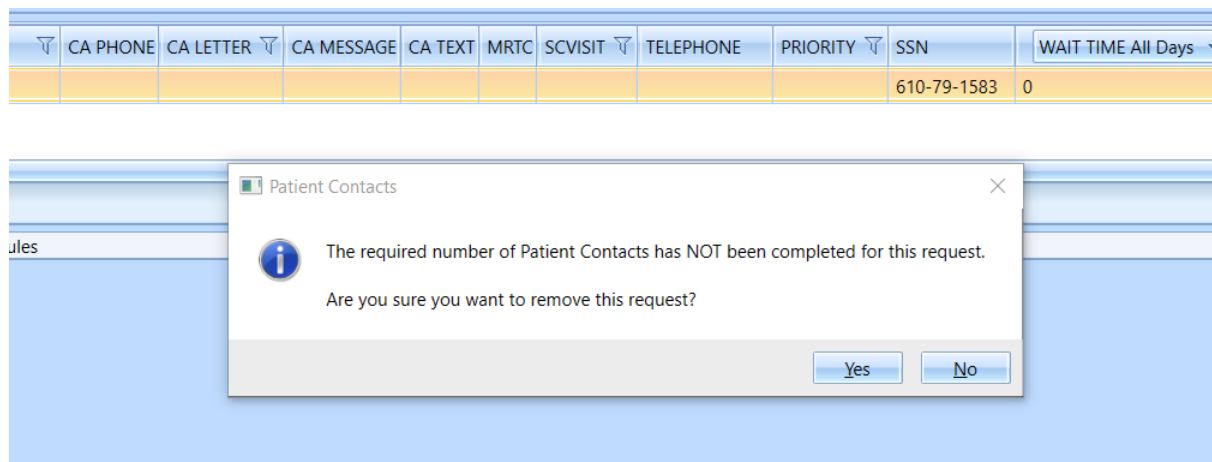 CA PHONE CA LETTER CA MESSAGE CA TEXT MRTC SCVISIT TELEPHONE PRIORITY SSN WAIT TIME All Days
610-79-1583 0
Patient Contacts
ules
The required number of Patient Contacts has NOT been completed for this request.
Are you sure you want to remove this request?
Yes No